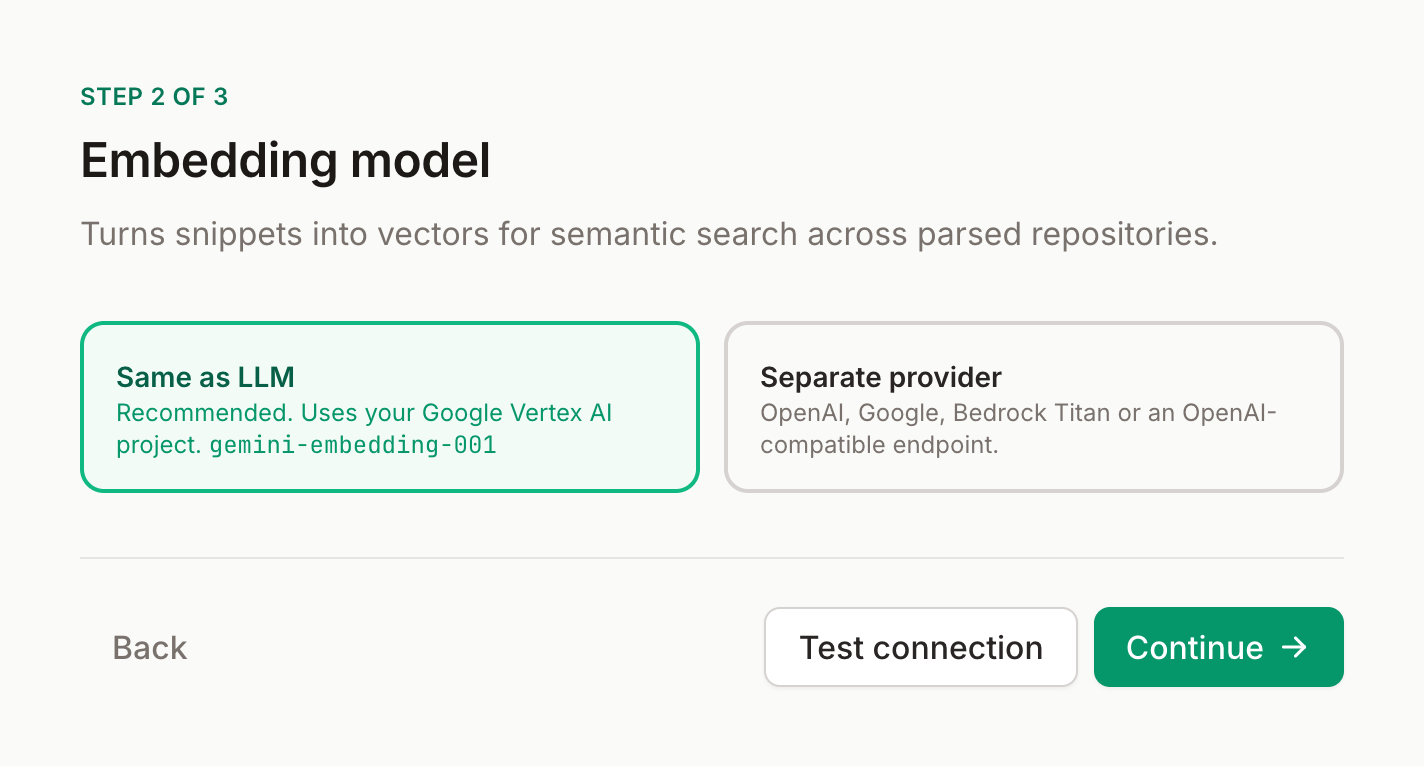 STEP 2 OF 3
Embedding model
Turns snippets into vectors for semantic search across parsed repositories.
Same as LLM
Recommended. Uses your Google Vertex AI
project. gemini-embedding-001
Separate provider
OpenAI, Google, Bedrock Titan or an OpenAI-
compatible endpoint.
Back
Test connection
Continue →